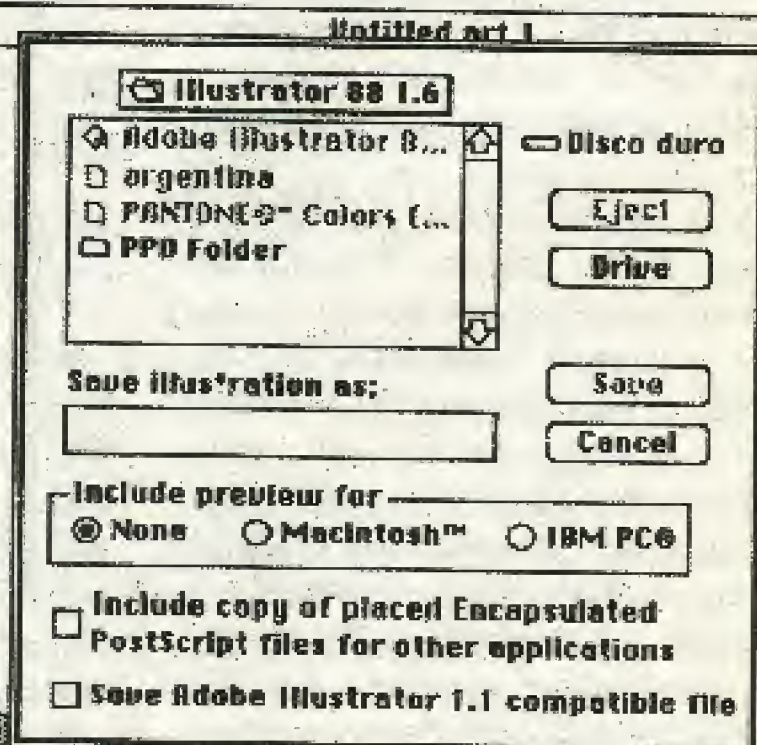 Untitled art 1
Illustrator 88 1.6
Adobe Illustrator 8...
argentina
PANTONE®™ Colors (...
PPD Folder
Disco duro
Eject
Drive
Save illustration as:
Save
Cancel
Include preview for
None Macintosh™ IBM PC®
Include copy of placed Encapsulated
PostScript files for other applications
Save Adobe Illustrator 1.1 compatible file